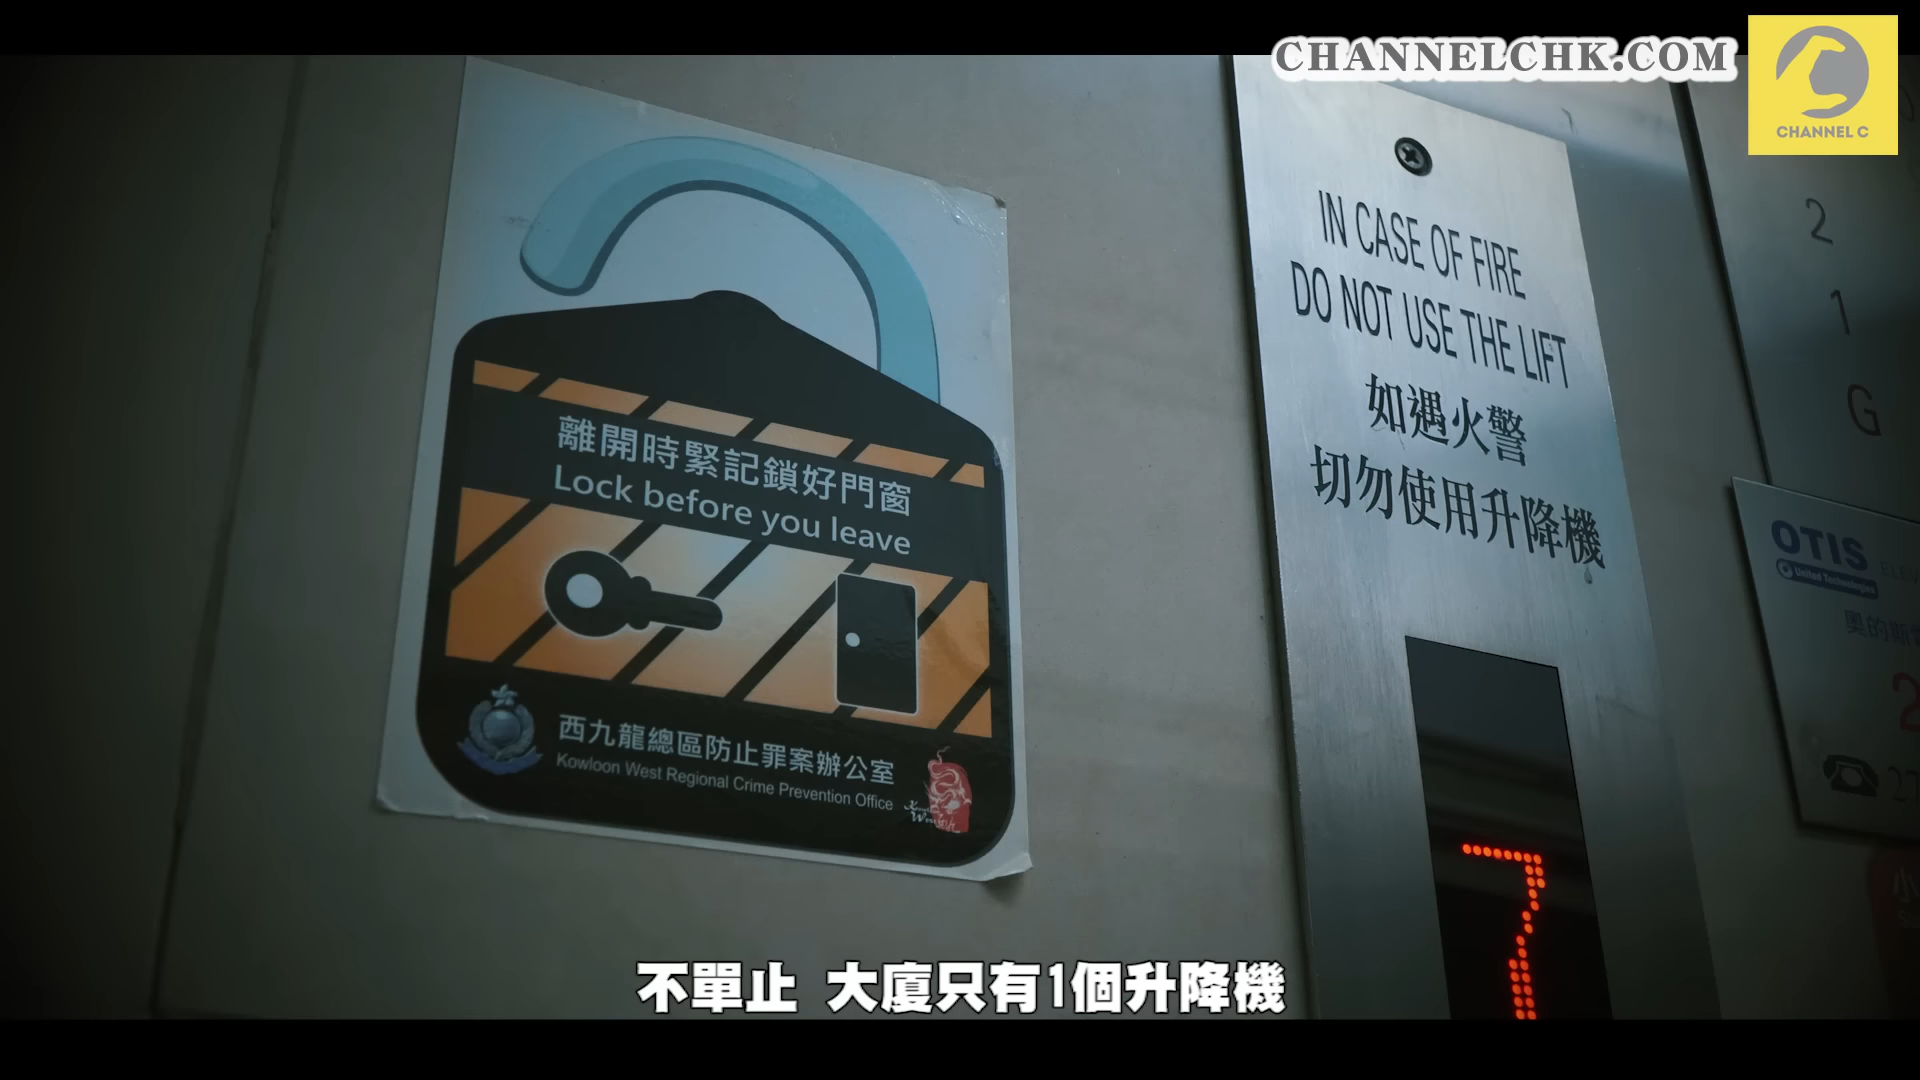 CHANNELCHK.COM
CHANNEL C
離開時緊記鎖好門窗
Lock before you leave
西九龍總區防止罪案辦公室
Kowloon West Regional Crime Prevention Office
IN CASE OF FIRE
DO NOT USE THE LIFT
如遇火警
切勿使用升降機
7
2
1
G
OTIS
United Technologies
奧的斯
不單止 大廈只有1個升降機